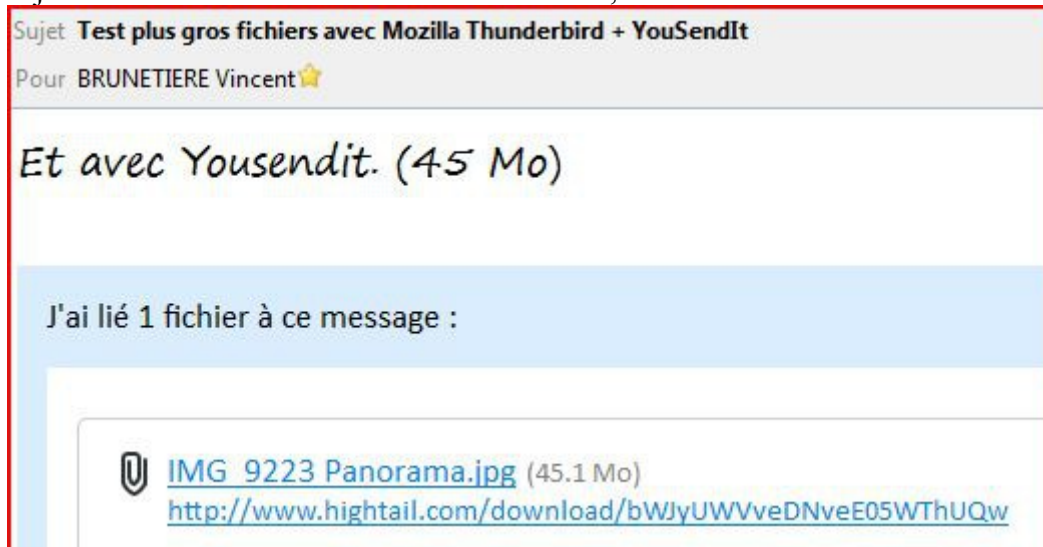 Sujet Test plus gros fichiers avec Mozilla Thunderbird + YouSendIt
Pour BRUNETIERE Vincent
Et avec Yousendit. (45 Mo)
J'ai lié 1 fichier à ce message :
IMG 9223 Panorama.jpg (45.1 Mo)
http://www.hightail.com/download/bWJyUWVveDNveE05WThUQw